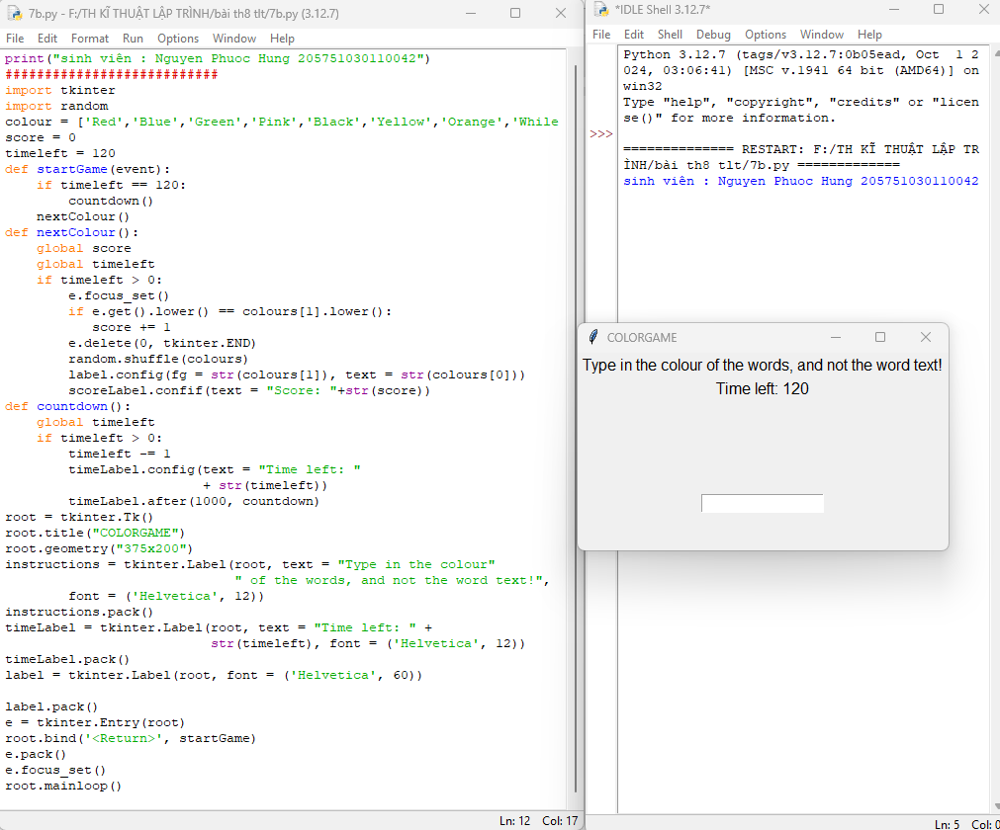 7b.py - F:/TH KĨ THUẬT LẬP TRÌNH/bài th8 tlt/7b.py (3.12.7)
File Edit Format Run Options Window Help
print("sinh viên : Nguyen Phuoc Hung 205751030110042")
###########################
import tkinter
import random
colour = ['Red','Blue','Green','Pink','Black','Yellow','Orange','While
score = 0
timeleft = 120
def startGame(event):
    if timeleft == 120:
        countdown()
    nextColour()
def nextColour():
    global score
    global timeleft
    if timeleft > 0:
        e.focus_set()
        if e.get().lower() == colours[1].lower():
           score += 1
        e.delete(0, tkinter.END)
        random.shuffle(colours)
        label.config(fg = str(colours[1]), text = str(colours[0]))
        scoreLabel.confif(text = "Score: "+str(score))
def countdown():
    global timeleft
    if timeleft > 0:
        timeleft -= 1
        timeLabel.config(text = "Time left: "
                         + str(timeleft))
        timeLabel.after(1000, countdown)
root = tkinter.Tk()
root.title("COLORGAME")
root.geometry("375x200")
instructions = tkinter.Label(root, text = "Type in the colour"
                             " of the words, and not the word text!",
        font = ('Helvetica', 12))
instructions.pack()
timeLabel = tkinter.Label(root, text = "Time left: " +
                          str(timeleft), font = ('Helvetica', 12))
timeLabel.pack()
label = tkinter.Label(root, font = ('Helvetica', 60))
label.pack()
e = tkinter.Entry(root)
root.bind('<Return>', startGame)
e.pack()
e.focus_set()
root.mainloop()
Ln: 12 Col: 17
*IDLE Shell 3.12.7*
File Edit Shell Debug Options Window Help
Python 3.12.7 (tags/v3.12.7:0b05ead, Oct  1 2
024, 03:06:41) [MSC v.1941 64 bit (AMD64)] on
win32
Type "help", "copyright", "credits" or "licen
se()" for more information.
>>>
============== RESTART: F:/TH KĨ THUẬT LẬP TR
ÌNH/bài th8 tlt/7b.py =============
sinh viên : Nguyen Phuoc Hung 205751030110042
COLORGAME
Type in the colour of the words, and not the word text!
Time left: 120
Ln: 5 Col: 0